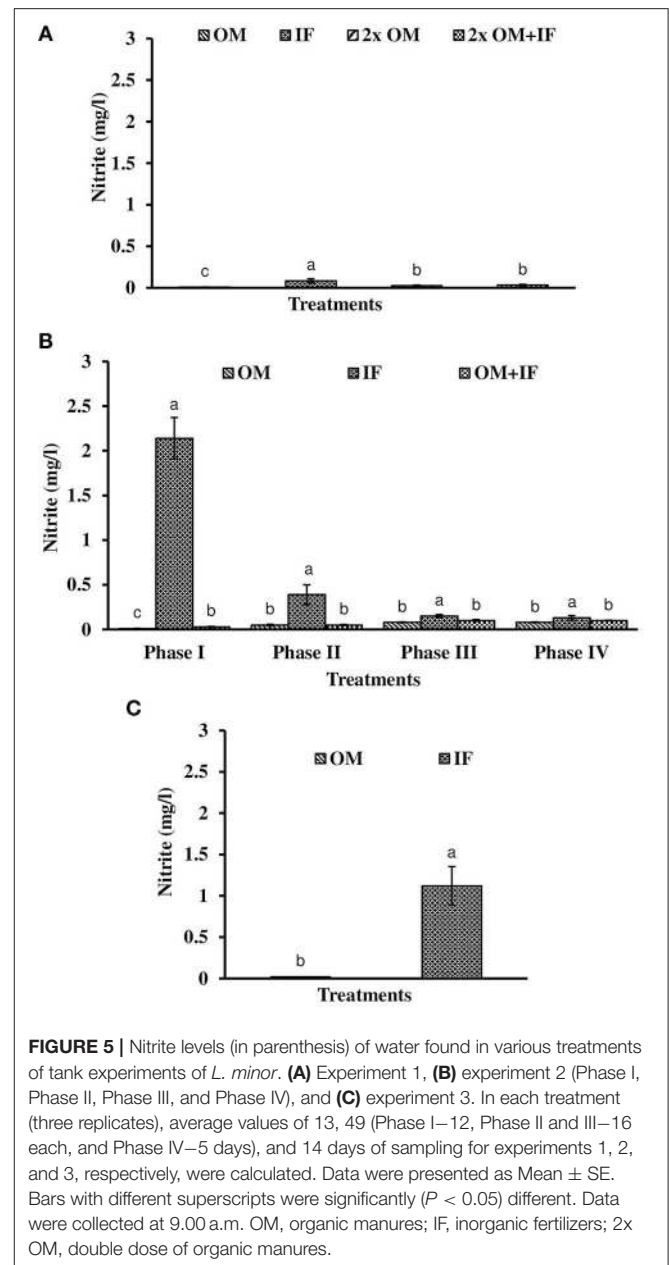 A
OM IF 2x OM 2x OM+IF
Nitrite (mg/l)
3
2.5
2
1.5
1
0.5
0
c a b b
Treatments
B
OM IF OM+IF
Nitrite (mg/l)
3
2.5
2
1.5
1
0.5
0
c a b b a b b a b b a b
Phase I Phase II Phase III Phase IV
Treatments
C
OM IF
Nitrite (mg/l)
3
2.5
2
1.5
1
0.5
0
b a
Treatments
FIGURE 5 | Nitrite levels (in parenthesis) of water found in various treatments
of tank experiments of L. minor. (A) Experiment 1, (B) experiment 2 (Phase I,
Phase II, Phase III, and Phase IV), and (C) experiment 3. In each treatment
(three replicates), average values of 13, 49 (Phase I–12, Phase II and III–16
each, and Phase IV–5 days), and 14 days of sampling for experiments 1, 2,
and 3, respectively, were calculated. Data were presented as Mean ± SE.
Bars with different superscripts were significantly (P < 0.05) different. Data
were collected at 9.00 a.m. OM, organic manures; IF, inorganic fertilizers; 2x
OM, double dose of organic manures.